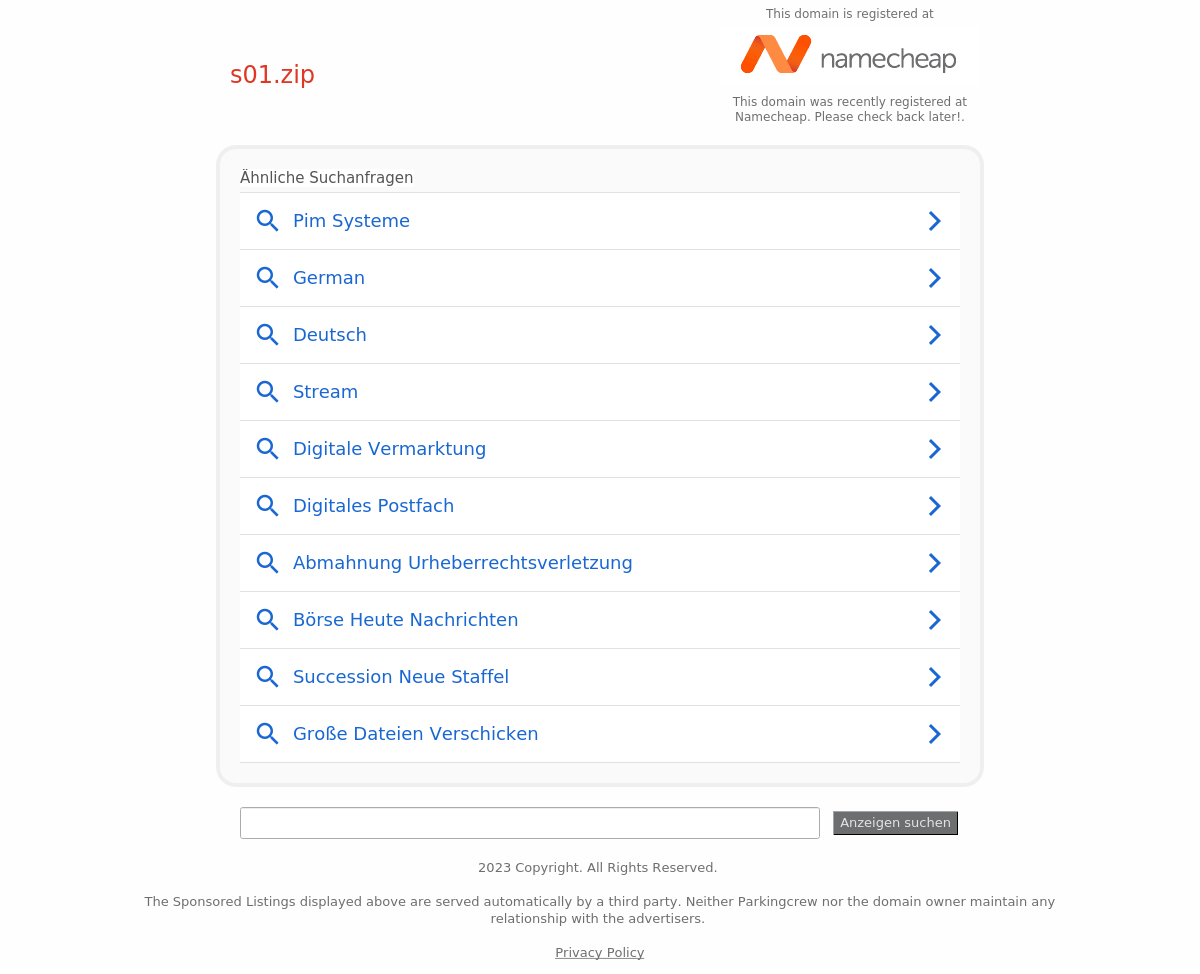 This domain is registered at
namecheap
s01.zip
This domain was recently registered at
Namecheap. Please check back later!.
Ähnliche Suchanfragen
Pim Systeme
German
Deutsch
Stream
Digitale Vermarktung
Digitales Postfach
Abmahnung Urheberrechtsverletzung
Börse Heute Nachrichten
Succession Neue Staffel
Große Dateien Verschicken
Anzeigen suchen
2023 Copyright. All Rights Reserved.
The Sponsored Listings displayed above are served automatically by a third party. Neither Parkingcrew nor the domain owner maintain any
relationship with the advertisers.
Privacy Policy